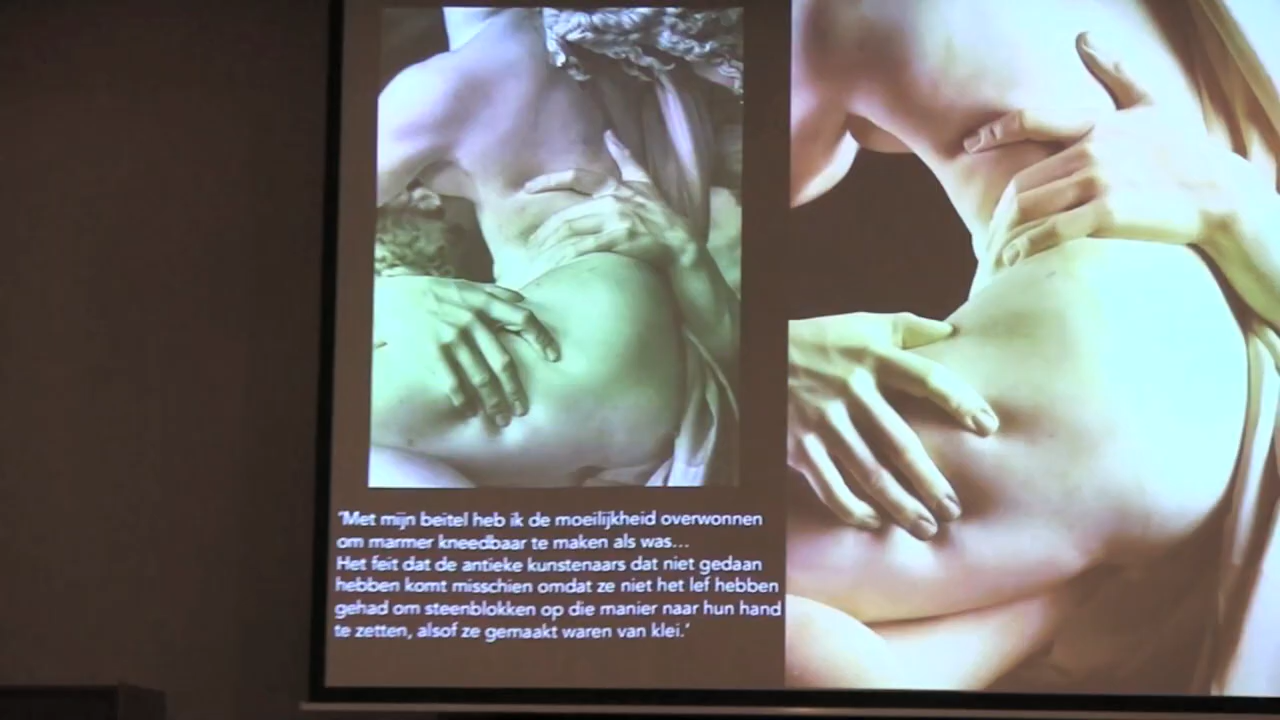 'Met mijn beitel heb ik de moeilijkheid overwonnen
om marmer kneedbaar te maken als was...
Het feit dat de antieke kunstenaars dat niet gedaan
hebben komt misschien omdat ze niet het lef hebben
gehad om steenblokken op die manier naar hun hand
te zetten, alsof ze gemaakt waren van klei.'